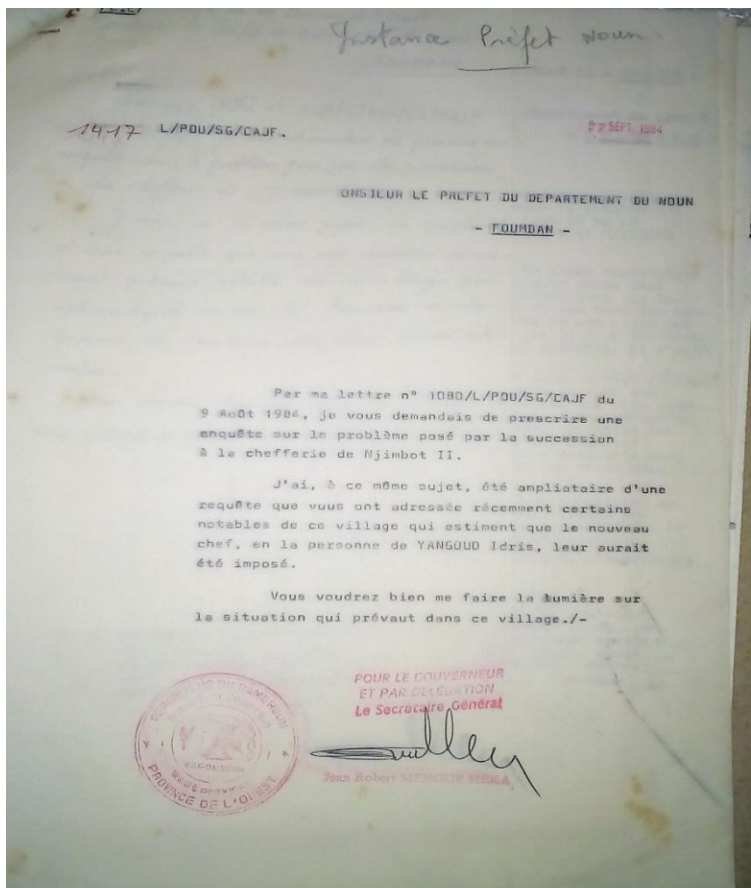 Instance Préfet Noun
1417 L/POU/SG/CAJF.
27 SEPT. 1984
ONSIEUR LE PREFET DU DEPARTEMENT DU NOUN
- FOUMBAN -
Par ma lettre n° 1080/L/POU/SG/CAJF du
9 Août 1984, je vous demandais de prescrire une
enquête sur le problème posé par la succession
à la chefferie de Njimbot II.
J'ai, à ce même sujet, été ampliataire d'une
requête que vous ont adressée récemment certains
notables de ce village qui estiment que le nouveau
chef, en la personne de YANGOUO Idris, leur aurait
été imposé.
Vous voudrez bien me faire la lumière sur
la situation qui prévaut dans ce village./-
POUR LE GOUVERNEUR
ET PAR DELEGATION
Le Secrétaire Général
Jean Robert MENGUE MEKA
REPUBLIQUE DU CAMEROUN
PROVINCE DE L'OUEST